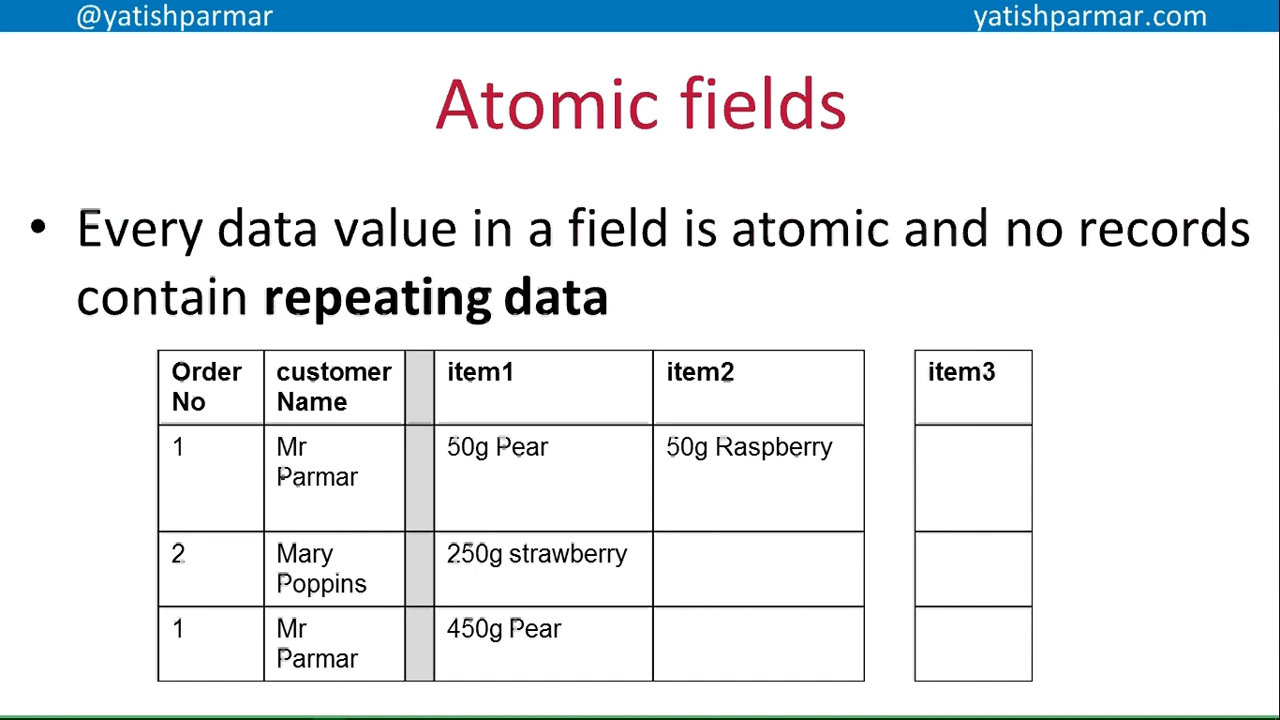 @yatishparmar yatishparmar.com
Atomic fields
• Every data value in a field is atomic and no records
contain repeating data
Order No customer Name item1 item2 item3
1 Mr Parmar 50g Pear 50g Raspberry
2 Mary Poppins 250g strawberry
1 Mr Parmar 450g Pear